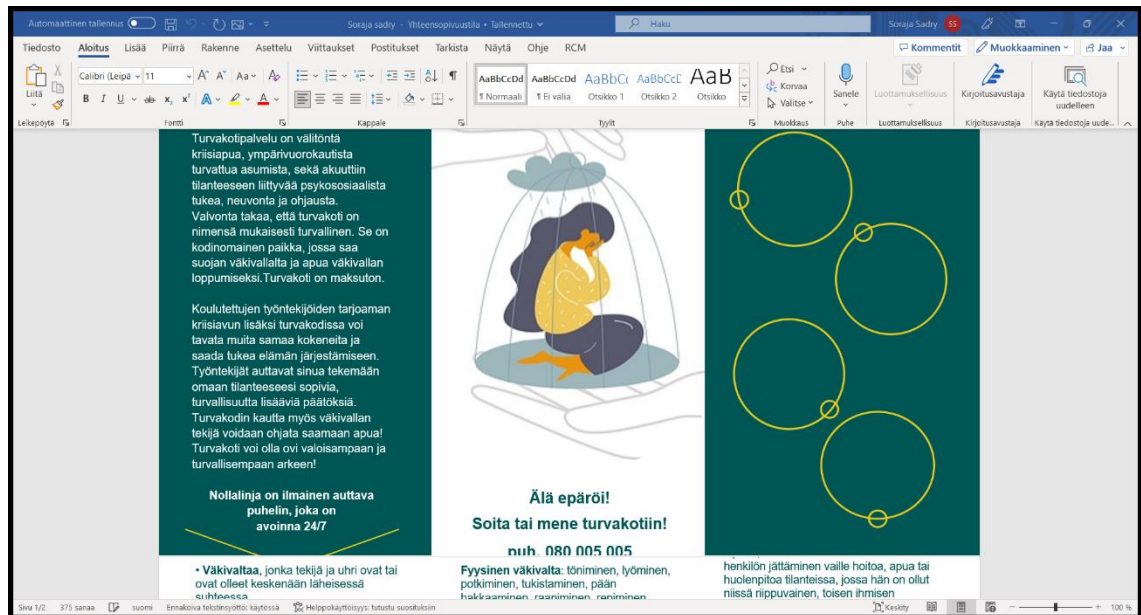 Automaattinen tallennus
Soraja sadry - Yhteensopivuustila • Tallennettu
Haku
Soraja Sadry
SS
Tiedosto Aloitus Lisää Piirrä Rakenne Asettelu Viittaukset Postitukset Tarkista Näytä Ohje RCM
Kommentit Muokkaaminen Jaa
Liitä
Calibri (Leipä 11
AaBbCcDd AaBbCcDd AaBbCc AaBbCcC AaB
¶ Normaali ¶ Ei väliä Otsikko 1 Otsikko 2 Otsikko
Etsi
Korvaa
Valitse
Sanele
Luottamuksellisuus
Kirjoitusavustaja
Käytä tiedostoja
uudelleen
Leikepöytä Fontti Kappale Tyylit Muokkaus Puhe Luottamuksellisuus Kirjoitusavustaja Käytä tiedostoja uude...
Turvakotipalvelu on välitöntä
kriisiapua, ympärivuorokautista
turvattua asumista, sekä akuuttiin
tilanteeseen liittyvää psykososiaalista
tukea, neuvonta ja ohjausta.
Valvonta takaa, että turvakoti on
nimensä mukaisesti turvallinen. Se on
kodinomainen paikka, jossa saa
suojan väkivallalta ja apua väkivallan
loppumiseksi.Turvakoti on maksuton.
Koulutettujen työntekijöiden tarjoaman
kriisiavun lisäksi turvakodissa voi
tavata muita samaa kokeneita ja
saada tukea elämän järjestämiseen.
Työntekijät auttavat sinua tekemään
omaan tilanteeseesi sopivia,
turvallisuutta lisääviä päätöksiä.
Turvakodin kautta myös väkivallan
tekijä voidaan ohjata saamaan apua!
Turvakoti voi olla ovi valoisampaan ja
turvallisempaan arkeen!
Nollalinja on ilmainen auttava
puhelin, joka on
avoinna 24/7
Älä epäröi!
Soita tai mene turvakotiin!
puh. 080 005 005
• Väkivaltaa, jonka tekijä ja uhri ovat tai
ovat olleet keskenään läheisessä
suhteessa
Fyysinen väkivalta: töniminen, lyöminen,
potkiminen, tukistaminen, pään
hakkaaminen, raapiminen, repiminen
henkilön jättäminen vaille hoitoa, apua tai
huolenpitoa tilanteissa, jossa hän on ollut
niissä riippuvainen, toisen ihmisen
Sivu 1/2 375 sanaa suomi Ennakoiva tekstinsyöttö: käytössä Helppokäyttöisyys: tutustu suosituksiin
Keskity
100 %